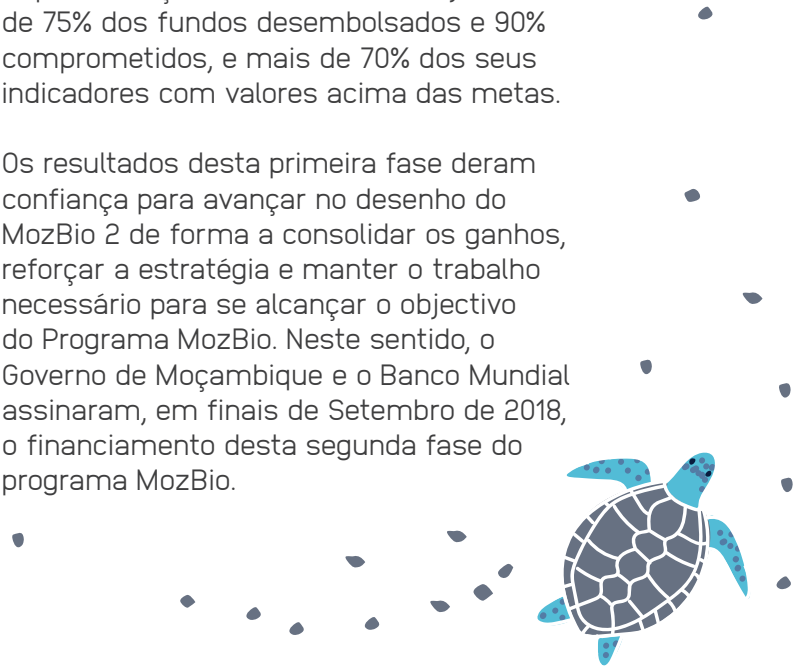 de 75% dos fundos desembolsados e 90%
comprometidos, e mais de 70% dos seus
indicadores com valores acima das metas.
Os resultados desta primeira fase deram
confiança para avançar no desenho do
MozBio 2 de forma a consolidar os ganhos,
reforçar a estratégia e manter o trabalho
necessário para se alcançar o objectivo
do Programa MozBio. Neste sentido, o
Governo de Moçambique e o Banco Mundial
assinaram, em finais de Setembro de 2018,
o financiamento desta segunda fase do
programa MozBio.